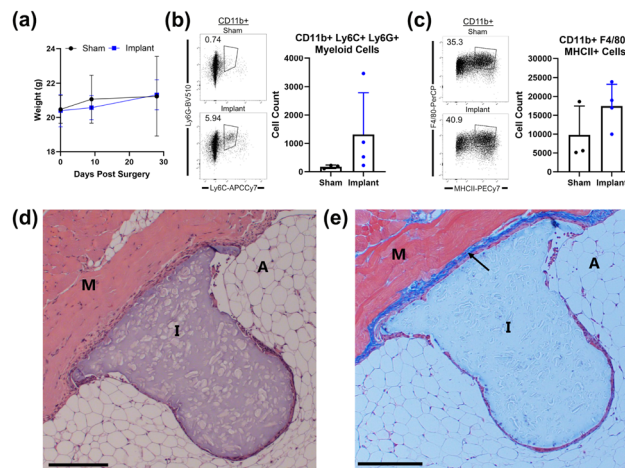 (a)
Sham
Implant
Weight (g)
24
22
20
18
0
10
20
30
Days Post Surgery
(b)
CD11b+
Sham
0.74
Implant
5.94
Ly6G-BV510
Ly6C-APCCy7
CD11b+ Ly6C+ Ly6G+
Myeloid Cells
Cell Count
4000
3000
2000
1000
0
Sham
Implant
(c)
CD11b+
Sham
35.3
Implant
40.9
F4/80-PerCP
MHCII-PECy7
CD11b+ F4/80
MHCII+ Cells
Cell Count
30000
25000
20000
15000
10000
5000
0
Sham
Implant
(d)
M
A
I
(e)
M
A
I